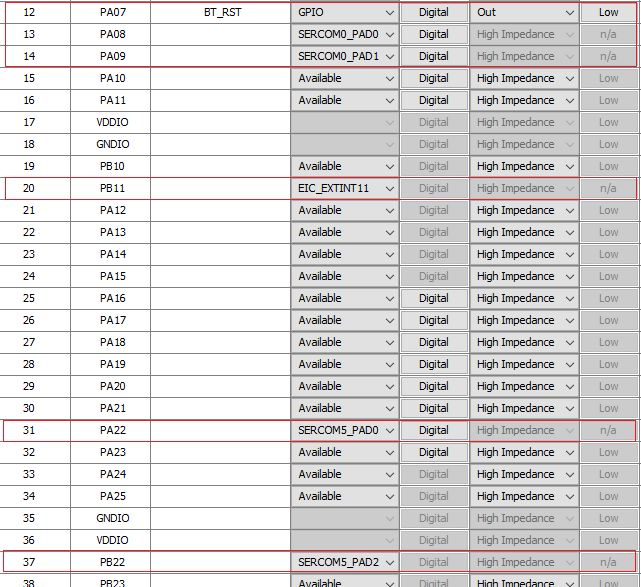 12 PA07 BT_RST GPIO Digital Out Low
13 PA08 SERCOM0_PAD0 Digital High Impedance n/a
14 PA09 SERCOM0_PAD1 Digital High Impedance n/a
15 PA10 Available Digital High Impedance Low
16 PA11 Available Digital High Impedance Low
17 VDDIO Digital High Impedance Low
18 GNDIO Digital High Impedance Low
19 PB10 Available Digital High Impedance Low
20 PB11 EIC_EXTINT11 Digital High Impedance n/a
21 PA12 Available Digital High Impedance Low
22 PA13 Available Digital High Impedance Low
23 PA14 Available Digital High Impedance Low
24 PA15 Available Digital High Impedance Low
25 PA16 Available Digital High Impedance Low
26 PA17 Available Digital High Impedance Low
27 PA18 Available Digital High Impedance Low
28 PA19 Available Digital High Impedance Low
29 PA20 Available Digital High Impedance Low
30 PA21 Available Digital High Impedance Low
31 PA22 SERCOM5_PAD0 Digital High Impedance n/a
32 PA23 Available Digital High Impedance Low
33 PA24 Available Digital High Impedance Low
34 PA25 Available Digital High Impedance Low
35 GNDIO Digital High Impedance Low
36 VDDIO Digital High Impedance Low
37 PB22 SERCOM5_PAD2 Digital High Impedance n/a
38 PB23 Available Digital High Impedance Low